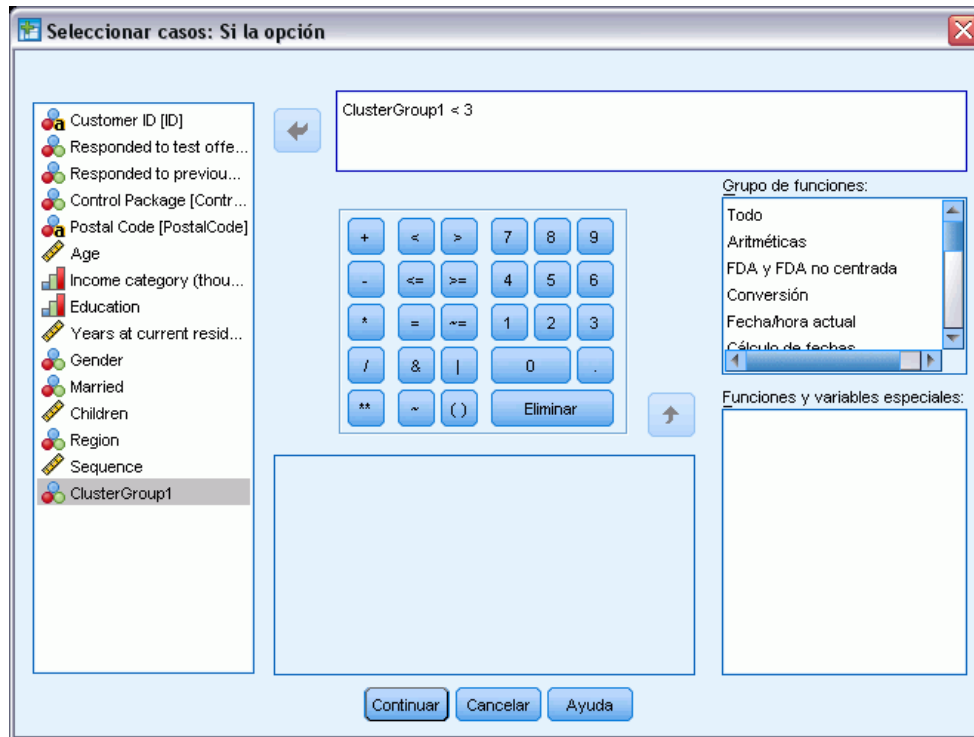 Seleccionar casos: Si la opción
Customer ID [ID]
Responded to test offe...
Responded to previou...
Control Package [Contr...
Postal Code [PostalCode]
Age
Income category (thou...
Education
Years at current resid...
Gender
Married
Children
Region
Sequence
ClusterGroup1
ClusterGroup1 < 3
+ < > 7 8 9
- <= >= 4 5 6
* = ~= 1 2 3
/ & | 0 .
** ~ ( ) Eliminar
Grupo de funciones:
Todo
Aritméticas
FDA y FDA no centrada
Conversión
Fecha/hora actual
Cálculo de fechas
Funciones y variables especiales:
Continuar Cancelar Ayuda